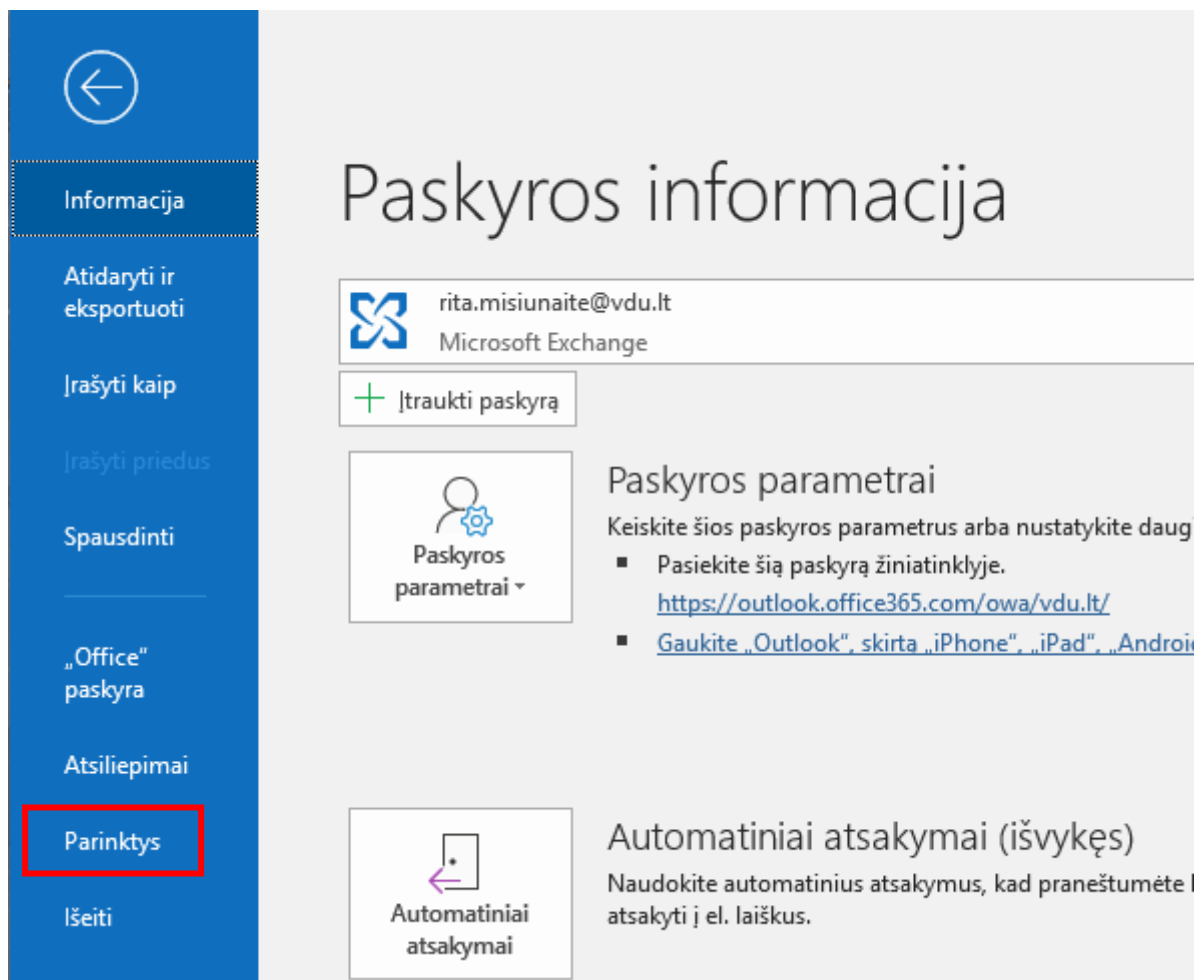 Informacija
Atidaryti ir
eksportuoti
Įrašyti kaip
Įrašyti priedus
Spausdinti
„Office"
paskyra
Atsiliepimai
Parinktys
Išeiti
Paskyros informacija
rita.misiunaite@vdu.lt
Microsoft Exchange
Įtraukti paskyrą
Paskyros
parametrai
Paskyros parametrai
Keiskite šios paskyros parametrus arba nustatykite daug
Pasiekite šią paskyrą žiniatinklyje.
https://outlook.office365.com/owa/vdu.lt/
Gaukite „Outlook", skirtą „iPhone", „iPad", „Android
Automatiniai
atsakymai
Automatiniai atsakymai (išvykęs)
Naudokite automatinius atsakymus, kad praneštumėte
atsakyti į el. laiškus.